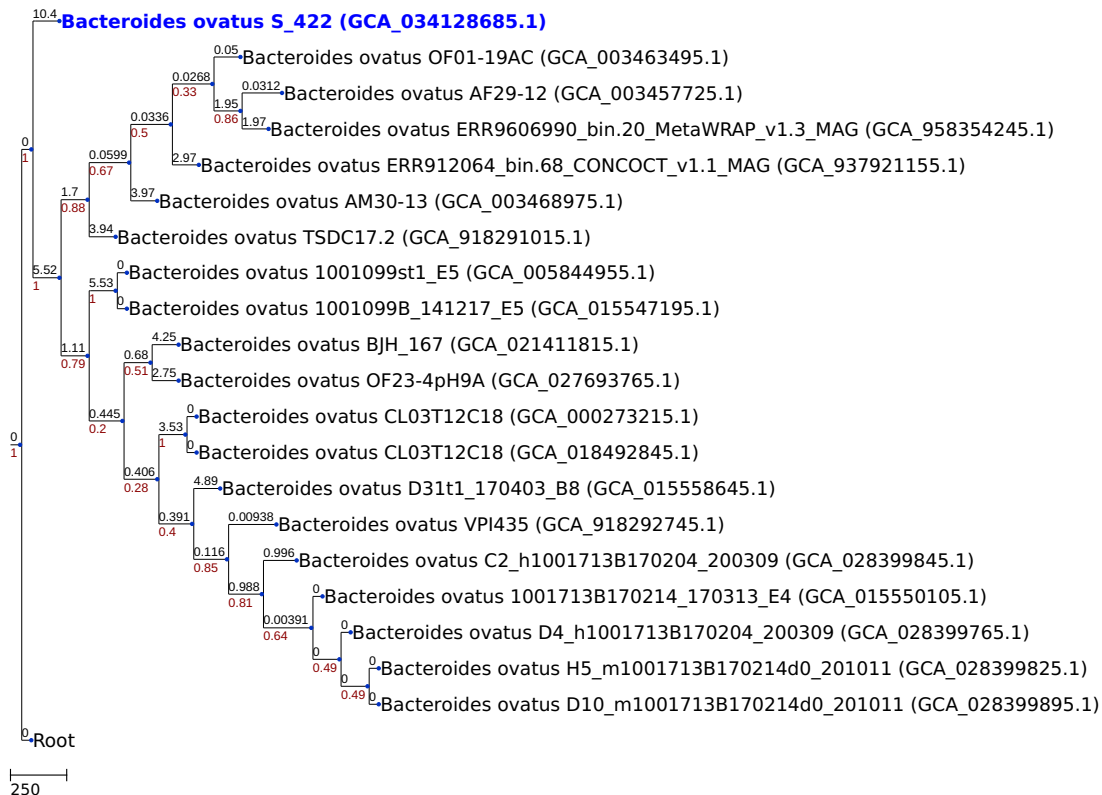 10.4 Bacteroides ovatus S_422 (GCA_034128685.1)
0.05 Bacteroides ovatus OF01-19AC (GCA_003463495.1)
0.0268
0.33
0.0312 Bacteroides ovatus AF29-12 (GCA_003457725.1)
1.95
0.86
1.97 Bacteroides ovatus ERR9606990_bin.20_MetaWRAP_v1.3_MAG (GCA_958354245.1)
0.0336
0.5
0
1
2.97 Bacteroides ovatus ERR912064_bin.68_CONCOCT_v1.1_MAG (GCA_937921155.1)
0.0599
0.67
3.97 Bacteroides ovatus AM30-13 (GCA_003468975.1)
1.7
0.88
3.94 Bacteroides ovatus TSDC17.2 (GCA_918291015.1)
5.52
1
0 Bacteroides ovatus 1001099st1_E5 (GCA_005844955.1)
5.53
1
0 Bacteroides ovatus 1001099B_141217_E5 (GCA_015547195.1)
1.11
0.79
4.25 Bacteroides ovatus BJH_167 (GCA_021411815.1)
0.68
0.51
2.75 Bacteroides ovatus OF23-4pH9A (GCA_027693765.1)
0.445
0.2
0 Bacteroides ovatus CL03T12C18 (GCA_000273215.1)
3.53
1
0
1
0 Bacteroides ovatus CL03T12C18 (GCA_018492845.1)
0.406
0.28
4.89 Bacteroides ovatus D31t1_170403_B8 (GCA_015558645.1)
0.391
0.4
0.00938 Bacteroides ovatus VPI435 (GCA_918292745.1)
0.116
0.85
0.996 Bacteroides ovatus C2_h1001713B170204_200309 (GCA_028399845.1)
0.988
0.81
0 Bacteroides ovatus 1001713B170214_170313_E4 (GCA_015550105.1)
0.00391
0.64
0 Bacteroides ovatus D4_h1001713B170204_200309 (GCA_028399765.1)
0
0.49
0 Bacteroides ovatus H5_m1001713B170214d0_201011 (GCA_028399825.1)
0
0.49
0 Bacteroides ovatus D10_m1001713B170214d0_201011 (GCA_028399895.1)
0 Root
250